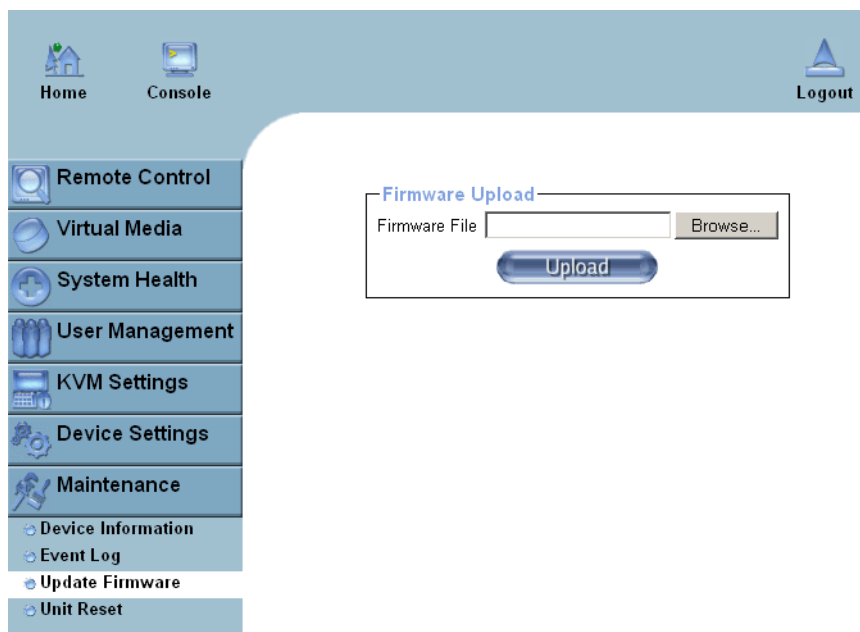 Home
Console
Logout
Remote Control
Virtual Media
System Health
User Management
KVM Settings
Device Settings
Maintenance
Device Information
Event Log
Update Firmware
Unit Reset
Firmware Upload
Firmware File
Browse...
Upload